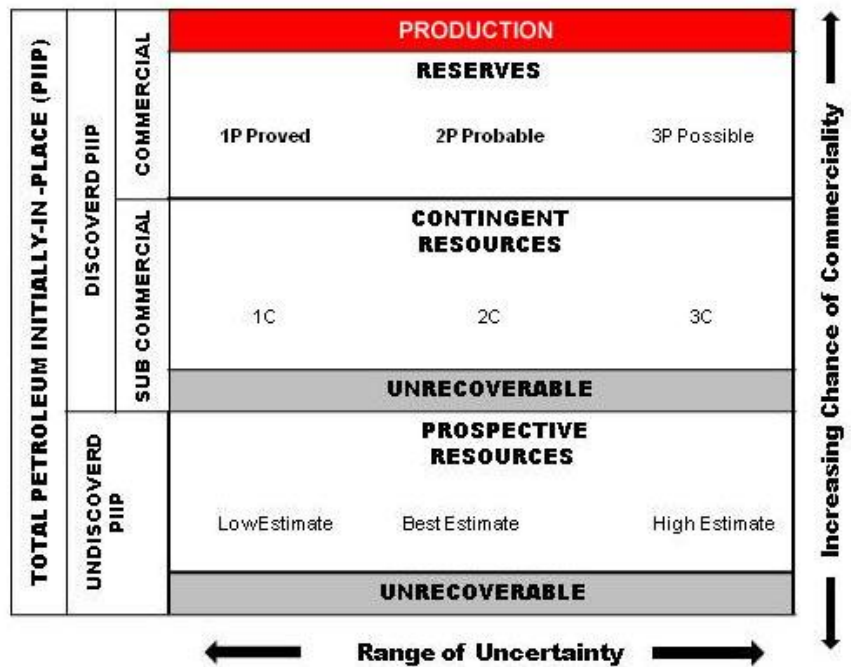 TOTAL PETROLEUM INITIALLY-IN -PLACE (PIIP)
DISCOVERD PIIP
COMMERCIAL
PRODUCTION
RESERVES
1P Proved 2P Probable 3P Possible
SUB COMMERCIAL
CONTINGENT
RESOURCES
1C 2C 3C
UNRECOVERABLE
UNDISCOVERD
PIIP
PROSPECTIVE
RESOURCES
LowEstimate Best Estimate High Estimate
UNRECOVERABLE
Range of Uncertainty
Increasing Chance of Commerciality